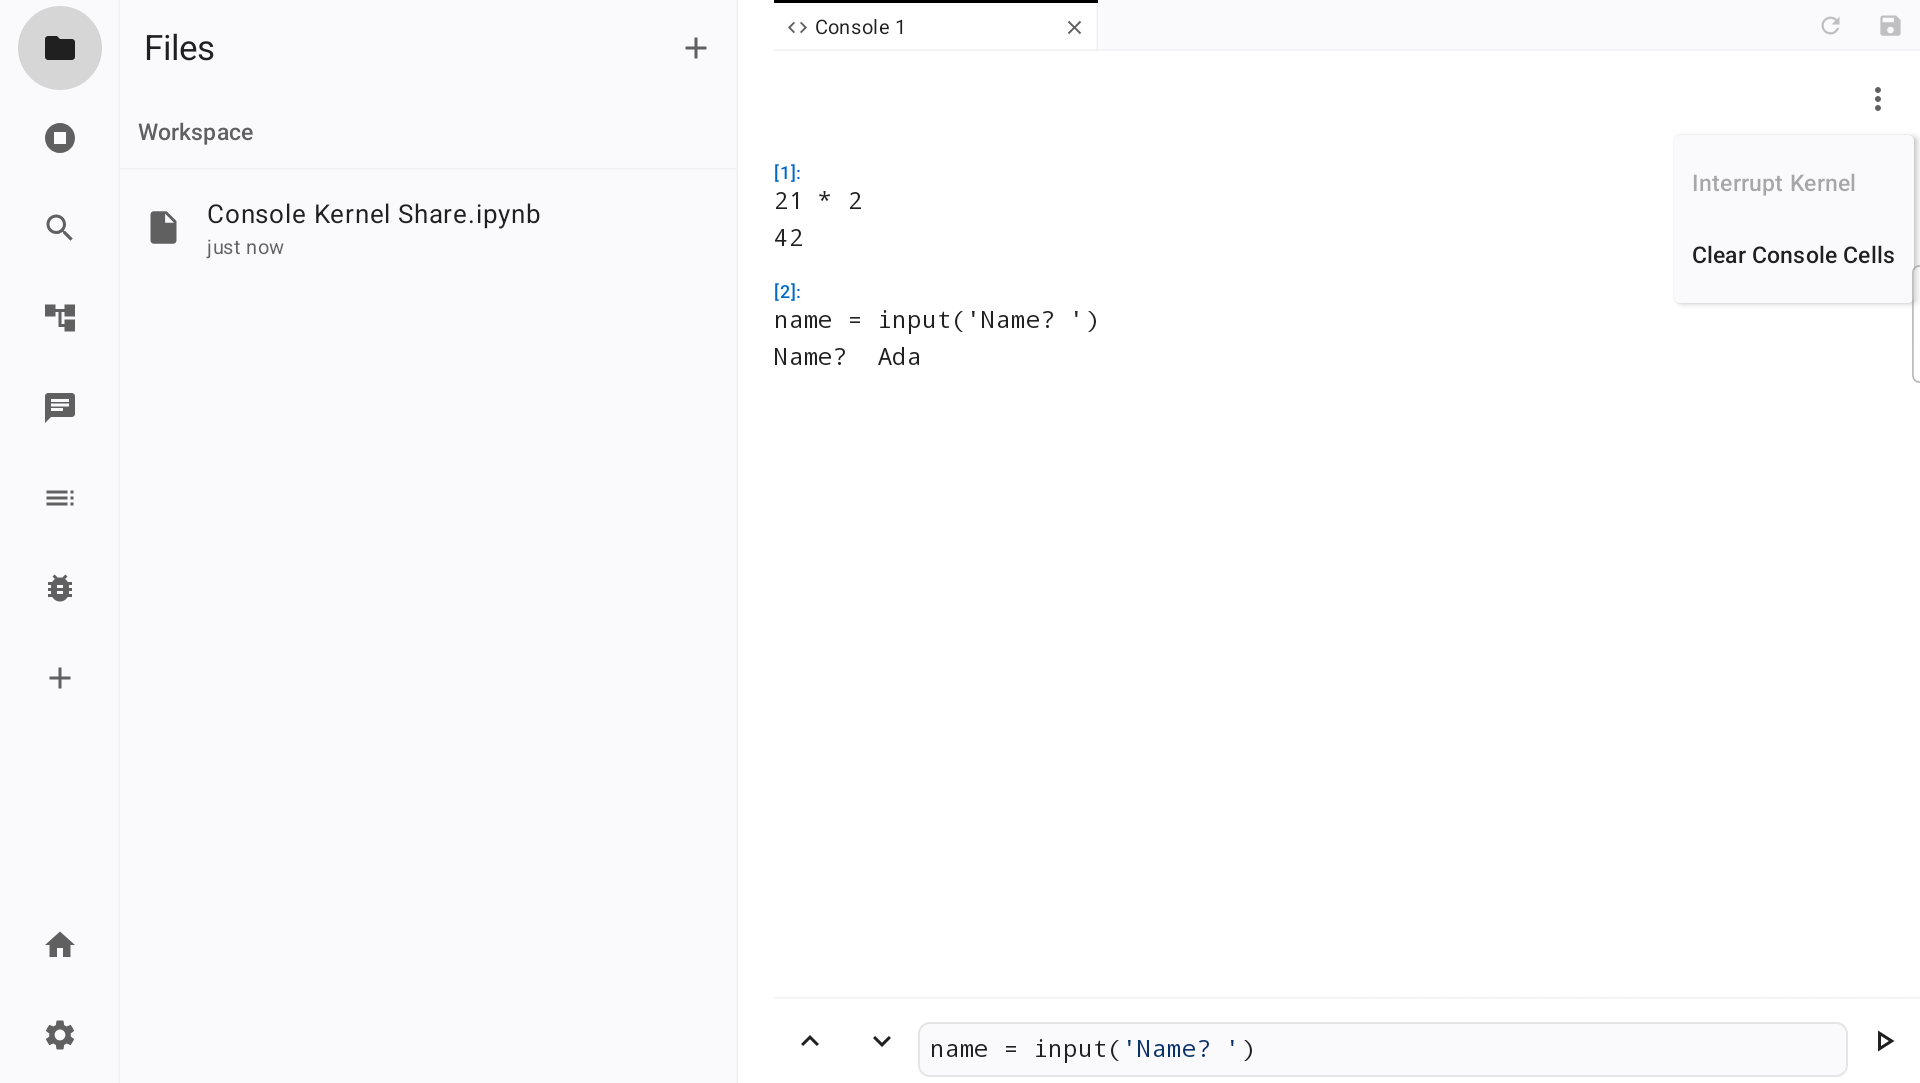 Files
Workspace
Console Kernel Share.ipynb
just now
Console 1
Interrupt Kernel
Clear Console Cells
[1]:
21 * 2
42
[2]:
name = input('Name? ')
Name?  Ada
name = input('Name? ')